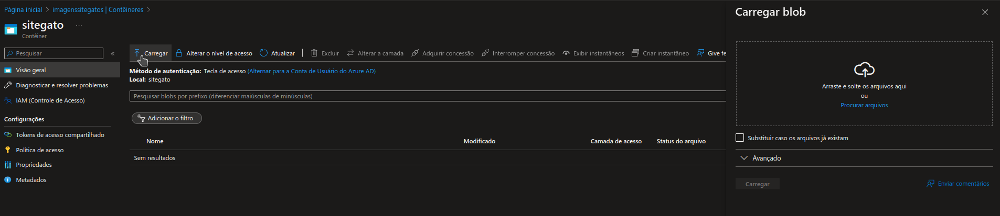 Página inicial > imagenssitegatos | Contêineres >
sitegato ...
Contêiner
Pesquisar
«
Visão geral
Diagnosticar e resolver problemas
IAM (Controle de Acesso)
Configurações
Tokens de acesso compartilhado
Política de acesso
Propriedades
Metadados
Carregar Alterar o nível de acesso Atualizar | Excluir Alterar a camada Adquirir concessão Interromper concessão Exibir instantâneos Criar instantâneo Give fe
Método de autenticação: Tecla de acesso (Alternar para a Conta de Usuário do Azure AD)
Local: sitegato
Pesquisar blobs por prefixo (diferenciar maiúsculas de minúsculas)
Adicionar o filtro
Nome Modificado Camada de acesso Status do arquivo
Sem resultados
Carregar blob
Arraste e solte os arquivos aqui
ou
Procurar arquivos
Substituir caso os arquivos já existam
Avançado
Carregar Enviar comentários